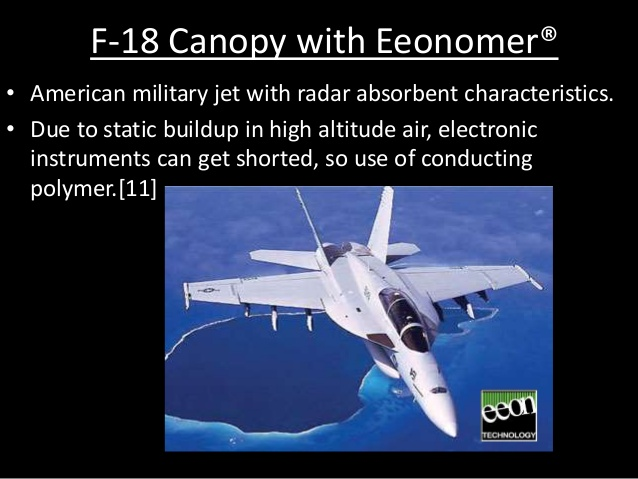 F-18 Canopy with Eeonomer®
• American military jet with radar absorbent characteristics.
• Due to static buildup in high altitude air, electronic
instruments can get shorted, so use of conducting
polymer.[11]
eeon
TECHNOLOGY